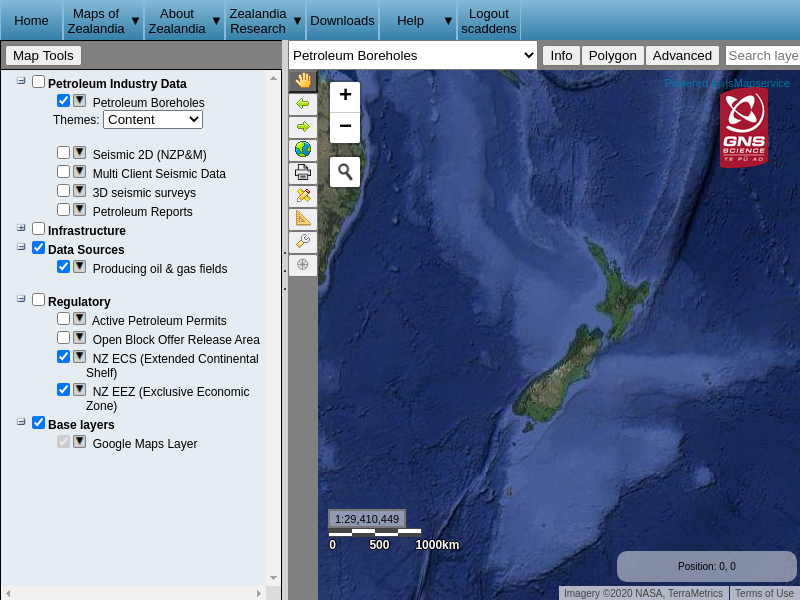 Home
Maps of Zealandia ▼
About Zealandia ▼
Zealandia Research ▼
Downloads
Help ▼
Logout scaddens
Map Tools
Petroleum Boreholes
Info
Polygon
Advanced
Search laye
Petroleum Industry Data
Petroleum Boreholes
Themes: Content
Seismic 2D (NZP&M)
Multi Client Seismic Data
3D seismic surveys
Petroleum Reports
Infrastructure
Data Sources
Producing oil & gas fields
Regulatory
Active Petroleum Permits
Open Block Offer Release Area
NZ ECS (Extended Continental
Shelf)
NZ EEZ (Exclusive Economic
Zone)
Base layers
Google Maps Layer
+
−
Powered by jsMapservice
GNS
SCIENCE
TE PŪ AO
1:29,410,449
0 500 1000km
Position: 0, 0
Imagery ©2020 NASA, TerraMetrics
Terms of Use